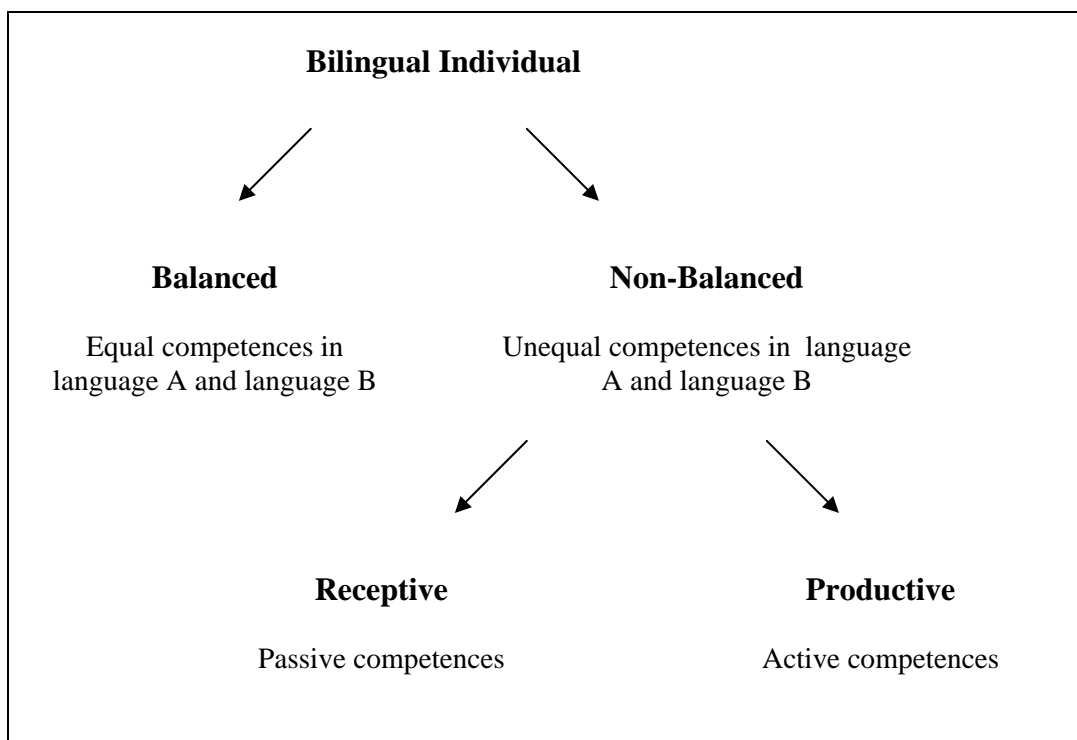 Bilingual Individual
Balanced
Non-Balanced
Equal competences in
language A and language B
Unequal competences in language
A and language B
Receptive
Productive
Passive competences
Active competences